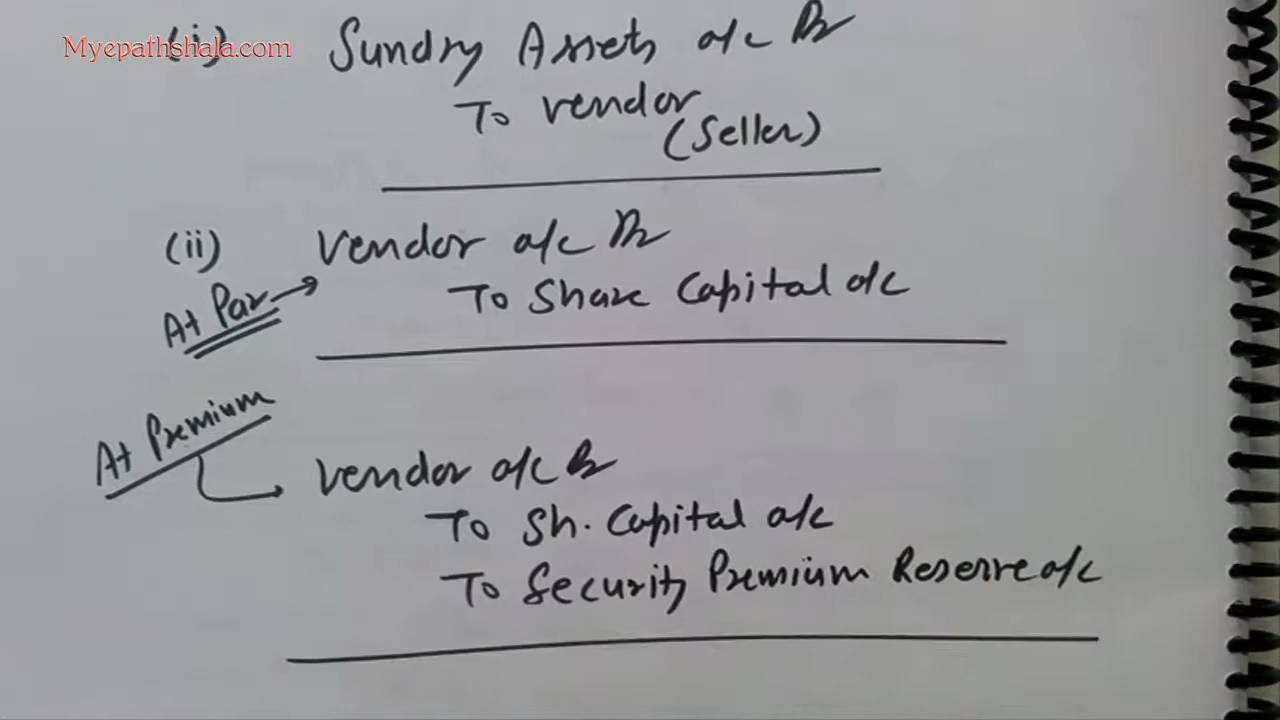 Myepathshala.com
(i) Sundry Assets a/c Dr
To vendor
(Seller)
(ii) Vendor a/c Dr
At Par
To Share Capital a/c
At Premium
Vendor a/c Dr
To Sh. Capital a/c
To Security Premium Reserve a/c